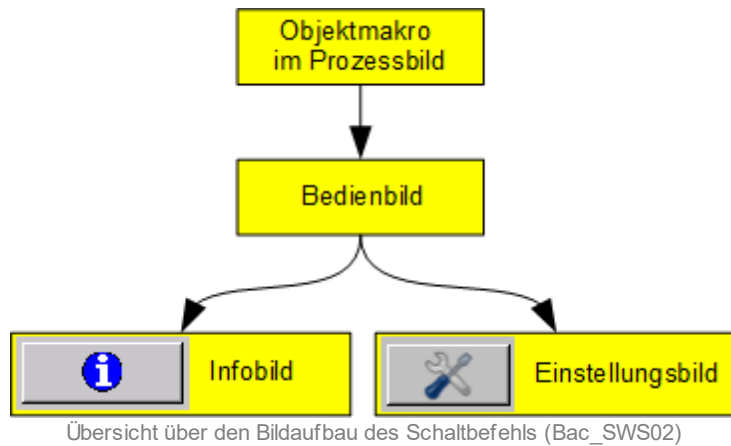 Objektmakro
im Prozessbild
Bedienbild
Infobild
Einstellungsbild
Übersicht über den Bildaufbau des Schaltbefehls (Bac_SWS02)